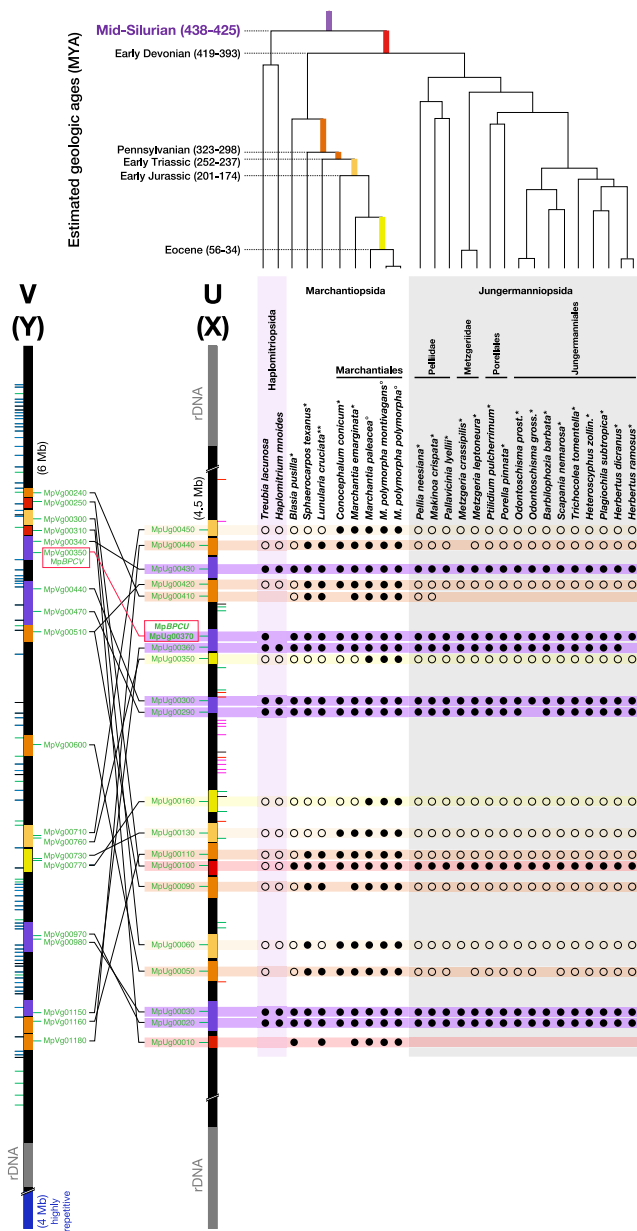 Estimated geologic ages (MYA)
Mid-Silurian (438–425)
Early Devonian (419–393)
Pennsylvanian (323–298)
Early Triassic (252–237)
Early Jurassic (201–174)
Eocene (56–34)
V
(Y)
U
(X)
Haplomitriopsida
Marchantiopsida
Jungermanniopsida
Marchantiales
Pelliidae
Metzgeriidae
Porellales
Jungermanniales
Treubia lacunosa
Haplomitrium mnoides
Blasia pusilla*
Sphaerocarpos texanus*
Lunularia cruciata**
Conocephalum conicum*
Marchantia emarginata*
Marchantia paleacea°
M. polymorpha montivagans°
M. polymorpha polymorpha°
Pellia neesiana*
Makinoa crispata*
Pallavicinia lyellii*
Metzgeria crassipilis*
Metzgeria leptoneura*
Ptilidium pulcherrimum*
Porella pinnata*
Odontoschisma prost.*
Odontoschisma gross.*
Barbilophozia barbata*
Scapania nemarosa*
Trichocolea tomentella*
Heteroscyphus zollin.*
Plagiochila subtropica*
Herbertus dicranus*
Herbertus ramosus*
(6 Mb)
MpVg00240
MpVg00250
MpVg00300
MpVg00310
MpVg00340
MpVg00350
MpBPCV
MpVg00440
MpVg00470
MpVg00510
MpVg00600
MpVg00710
MpVg00760
MpVg00730
MpVg00770
MpVg00970
MpVg00980
MpVg01150
MpVg01160
MpVg01180
rDNA
(4 Mb)
highly
repetitive
rDNA
(4,5 Mb)
MpUg00450
MpUg00440
MpUg00430
MpUg00420
MpUg00410
MpBPCU
MpUg00370
MpUg00360
MpUg00350
MpUg00300
MpUg00290
MpUg00160
MpUg00130
MpUg00110
MpUg00100
MpUg00090
MpUg00060
MpUg00050
MpUg00030
MpUg00020
MpUg00010
rDNA